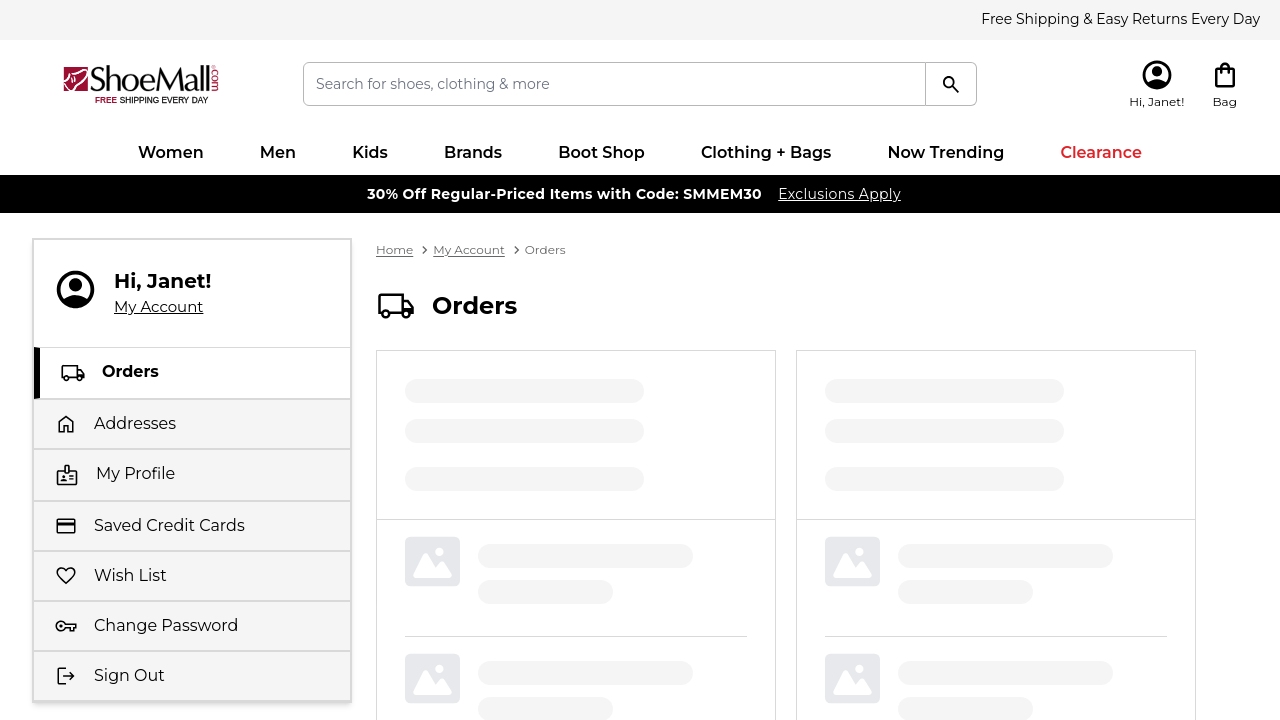 Free Shipping & Easy Returns Every Day
ShoeMall.com
FREE SHIPPING EVERY DAY
Search for shoes, clothing & more
Hi, Janet!
Bag
Women
Men
Kids
Brands
Boot Shop
Clothing + Bags
Now Trending
Clearance
30% Off Regular-Priced Items with Code: SMMEM30 Exclusions Apply
Hi, Janet!
My Account
Orders
Addresses
My Profile
Saved Credit Cards
Wish List
Change Password
Sign Out
Home > My Account > Orders
Orders